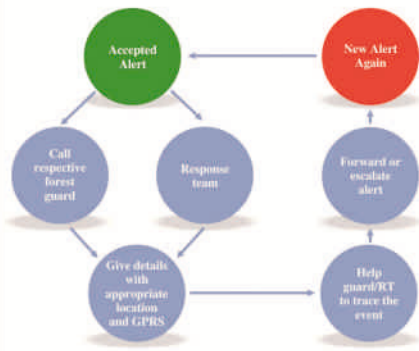 Accepted
Alert
New Alert
Again
Call
respective
forest
guard
Response
team
Forward or
escalate
alert
Give details
with
appropriate
location
and GPRS
Help
guard/RT
to trace the
event